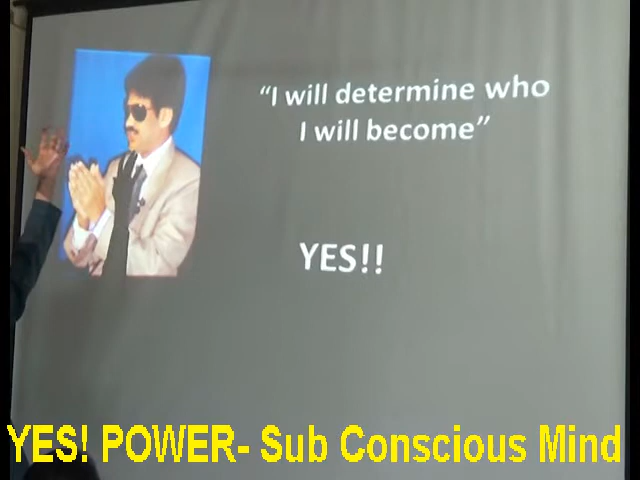 “I will determine who
I will become”
YES!!
YES! POWER- Sub Conscious Mind